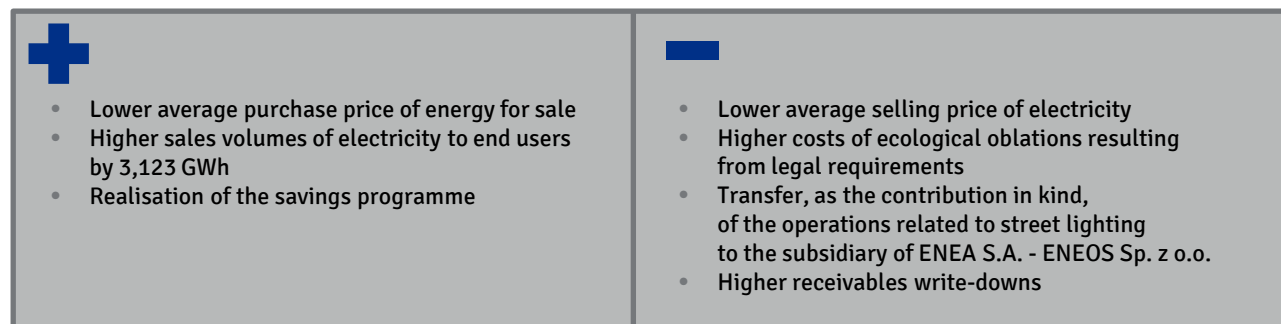 • Lower average purchase price of energy for sale
• Higher sales volumes of electricity to end users
by 3,123 GWh
• Realisation of the savings programme
• Lower average selling price of electricity
• Higher costs of ecological oblations resulting
from legal requirements
• Transfer, as the contribution in kind,
of the operations related to street lighting
to the subsidiary of ENEA S.A. - ENEOS Sp. z o.o.
• Higher receivables write-downs